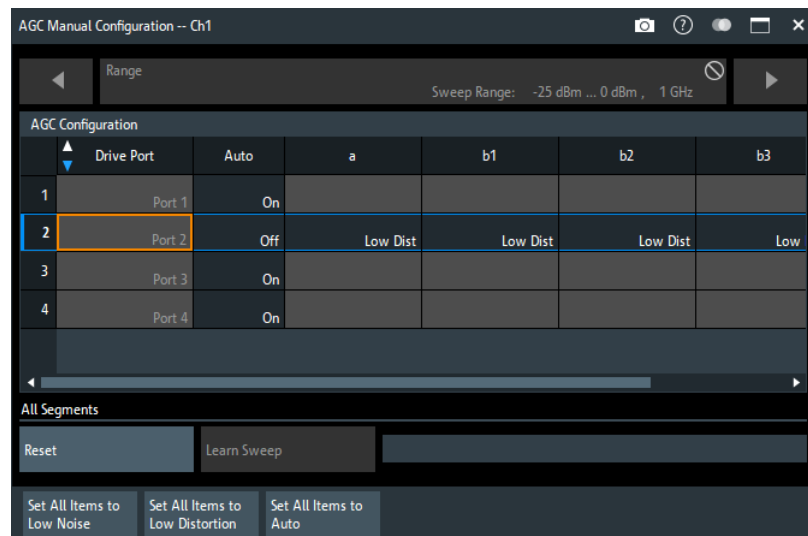 AGC Manual Configuration -- Ch1
Range
Sweep Range: -25 dBm ... 0 dBm , 1 GHz
AGC Configuration
Drive Port Auto a b1 b2 b3
1 Port 1 On
2 Port 2 Off Low Dist Low Dist Low Dist Low
3 Port 3 On
4 Port 4 On
All Segments
Reset Learn Sweep
Set All Items to Low Noise
Set All Items to Low Distortion
Set All Items to Auto